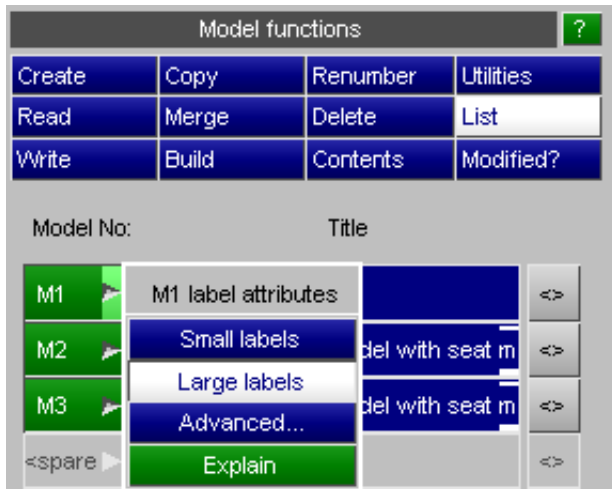 Model functions ?
Create Copy Renumber Utilities
Read Merge Delete List
Write Build Contents Modified?
Model No: Title
M1 M1 label attributes <>
Small labels
M2 del with seat m <>
Large labels
M3 del with seat m <>
Advanced...
<spare Explain <>